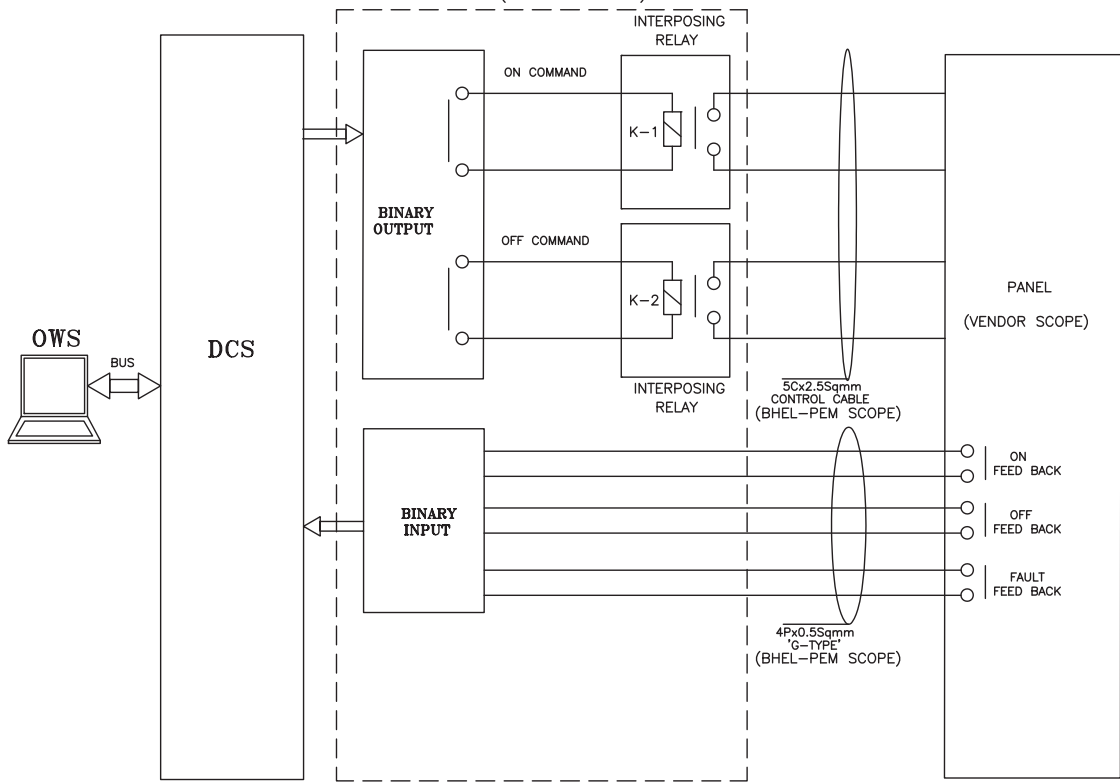 INTERPOSING
RELAY
ON COMMAND
K-1
BINARY
OUTPUT
OFF COMMAND
K-2
INTERPOSING
RELAY
PANEL
(VENDOR SCOPE)
OWS
BUS
DCS
5Cx2.5Sqmm
CONTROL CABLE
(BHEL-PEM SCOPE)
BINARY
INPUT
ON
FEED BACK
OFF
FEED BACK
FAULT
FEED BACK
4Px0.5Sqmm
'G-TYPE'
(BHEL-PEM SCOPE)